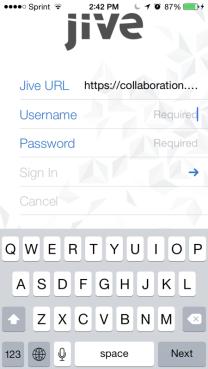 Sprint 2:42 PM 87%
jive
Jive URL https://collaboration....
Username Required
Password Required
Sign In
Cancel
Q W E R T Y U I O P
A S D F G H J K L
Z X C V B N M
123 space Next